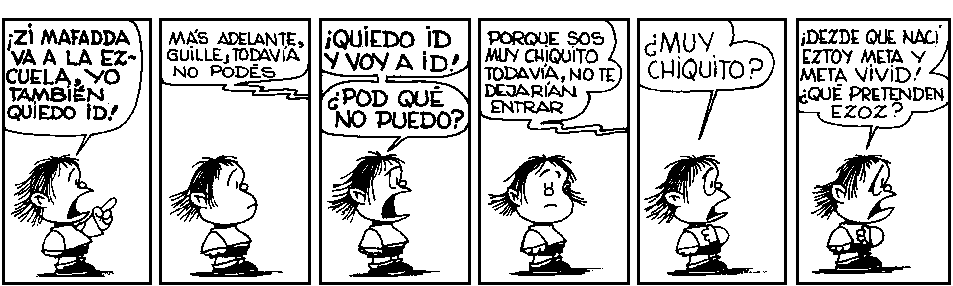 ¡ZI MAFADDA
VA A LA EZ-
CUELA, YO
TAMBIÉN
QUIEDO ID!
MÁS ADELANTE,
GUILLE, TODAVÍA
NO PODÉS
¡QUIEDO ID
Y VOY A ID!
¿POD QUÉ
NO PUEDO?
PORQUE SOS
MUY CHIQUITO
TODAVÍA, NO TE
DEJARÍAN
ENTRAR
¿MUY
CHIQUITO?
¡DEZDE QUE NACÍ
EZTOY META Y
META VIVID!
¿QUÉ PRETENDEN
EZOZ?